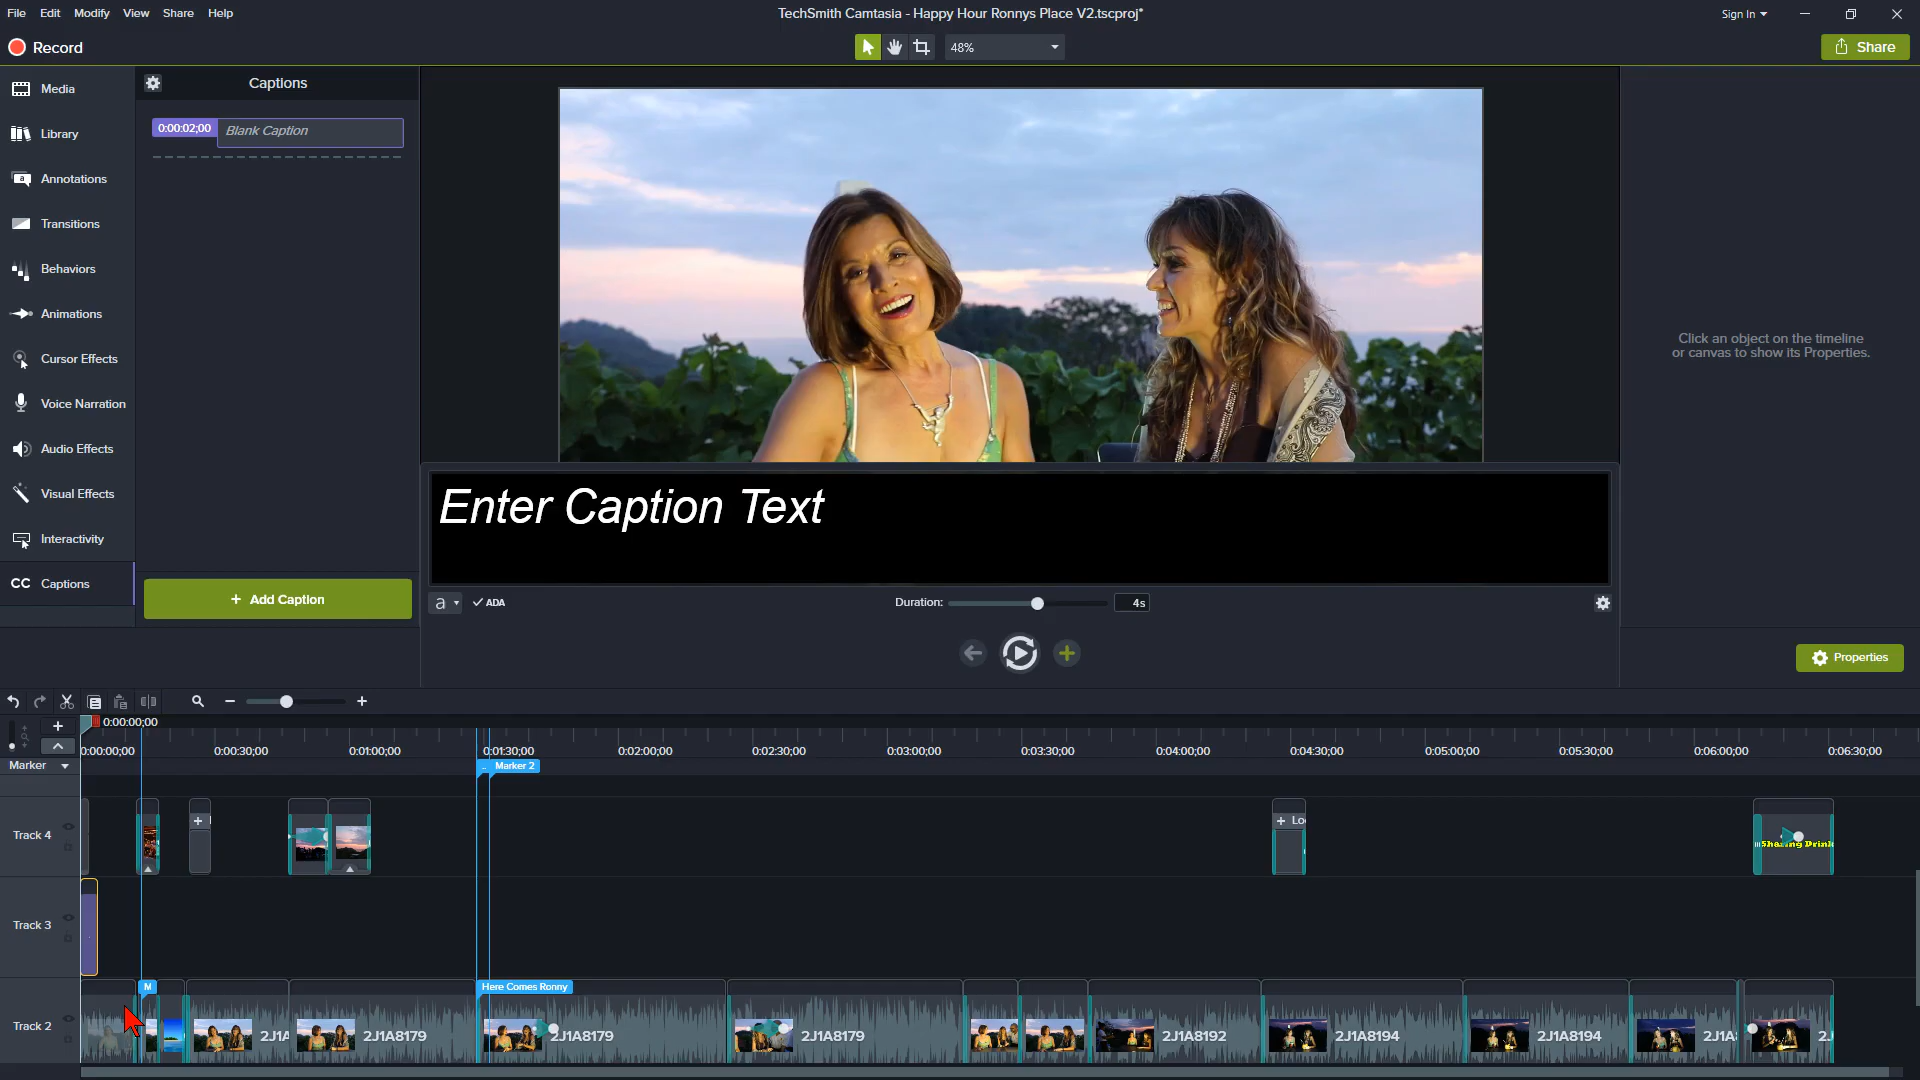 File Edit Modify View Share Help
TechSmith Camtasia - Happy Hour Ronnys Place V2.tscproj*
Sign In
Record
48%
Share
Media
Library
Annotations
Transitions
Behaviors
Animations
Cursor Effects
Voice Narration
Audio Effects
Visual Effects
Interactivity
CC Captions
Captions
0:00:02;00 Blank Caption
+ Add Caption
Click an object on the timeline
or canvas to show its Properties.
Enter Caption Text
a ADA
Duration: 4s
Properties
0:00:00;00
0:00:00;00 0:00:30;00 0:01:00;00 0:01:30;00 0:02:00;00 0:02:30;00 0:03:00;00 0:03:30;00 0:04:00;00 0:04:30;00 0:05:00;00 0:05:30;00 0:06:00;00 0:06:30;00
Marker
Marker 2
Track 4
+ Lo
Sharing Drink
Track 3
M
Here Comes Ronny
Track 2
2J1A 2J1A8179 2J1A8179 2J1A8179 2J1A8192 2J1A8194 2J1A8194 2J1A 2J